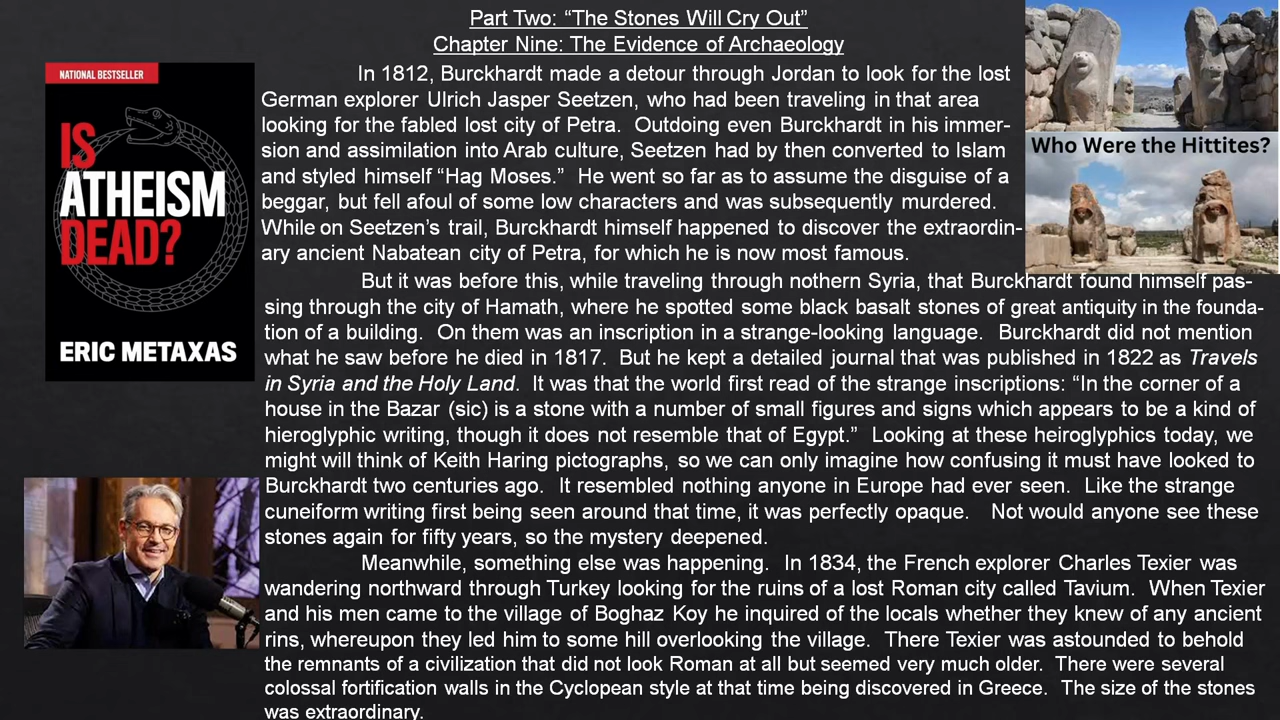 Part Two: “The Stones Will Cry Out”
Chapter Nine: The Evidence of Archaeology
NATIONAL BESTSELLER
IS
ATHEISM
DEAD?
ERIC METAXAS
Who Were the Hittites?
In 1812, Burckhardt made a detour through Jordan to look for the lost
German explorer Ulrich Jasper Seetzen, who had been traveling in that area
looking for the fabled lost city of Petra.  Outdoing even Burckhardt in his immer-
sion and assimilation into Arab culture, Seetzen had by then converted to Islam
and styled himself “Hag Moses.”  He went so far as to assume the disguise of a
beggar, but fell afoul of some low characters and was subsequently murdered.
While on Seetzen’s trail, Burckhardt himself happened to discover the extraordin-
ary ancient Nabatean city of Petra, for which he is now most famous.
But it was before this, while traveling through nothern Syria, that Burckhardt found himself pas-
sing through the city of Hamath, where he spotted some black basalt stones of great antiquity in the founda-
tion of a building.  On them was an inscription in a strange-looking language.  Burckhardt did not mention
what he saw before he died in 1817.  But he kept a detailed journal that was published in 1822 as Travels
in Syria and the Holy Land.  It was that the world first read of the strange inscriptions: “In the corner of a
house in the Bazar (sic) is a stone with a number of small figures and signs which appears to be a kind of
hieroglyphic writing, though it does not resemble that of Egypt.”  Looking at these heiroglyphics today, we
might will think of Keith Haring pictographs, so we can only imagine how confusing it must have looked to
Burckhardt two centuries ago.  It resembled nothing anyone in Europe had ever seen.  Like the strange
cuneiform writing first being seen around that time, it was perfectly opaque.   Not would anyone see these
stones again for fifty years, so the mystery deepened.
Meanwhile, something else was happening.  In 1834, the French explorer Charles Texier was
wandering northward through Turkey looking for the ruins of a lost Roman city called Tavium.  When Texier
and his men came to the village of Boghaz Koy he inquired of the locals whether they knew of any ancient
rins, whereupon they led him to some hill overlooking the village.  There Texier was astounded to behold
the remnants of a civilization that did not look Roman at all but seemed very much older.  There were several
colossal fortification walls in the Cyclopean style at that time being discovered in Greece.  The size of the stones
was extraordinary.